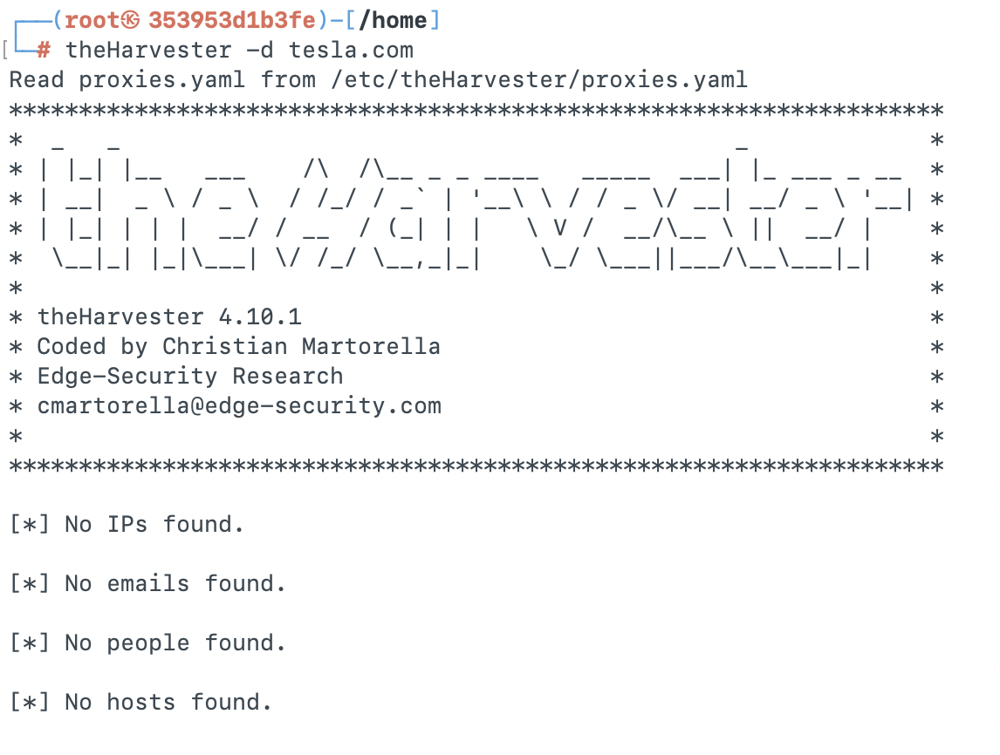 ┌──(root㉿353953d1b3fe)-[/home]
[└─# theHarvester -d tesla.com
Read proxies.yaml from /etc/theHarvester/proxies.yaml
*******************************************************************
*  _   _                                            _             *
* | |_| |__   ___    /\  /\__ _ _ ____   _____  ___| |_ ___ _ __  *
* | __|  _ \ / _ \  / /_/ / _` | '__\ \ / / _ \/ __| __/ _ \ '__| *
* | |_| | | |  __/ / __  / (_| | |   \ V /  __/\__ \ ||  __/ |    *
*  \__|_| |_|\___| \/ /_/ \__,_|_|    \_/ \___||___/\__\___|_|    *
*                                                                 *
* theHarvester 4.10.1                                             *
* Coded by Christian Martorella                                   *
* Edge-Security Research                                          *
* cmartorella@edge-security.com                                   *
*                                                                 *
*******************************************************************
[*] No IPs found.
[*] No emails found.
[*] No people found.
[*] No hosts found.